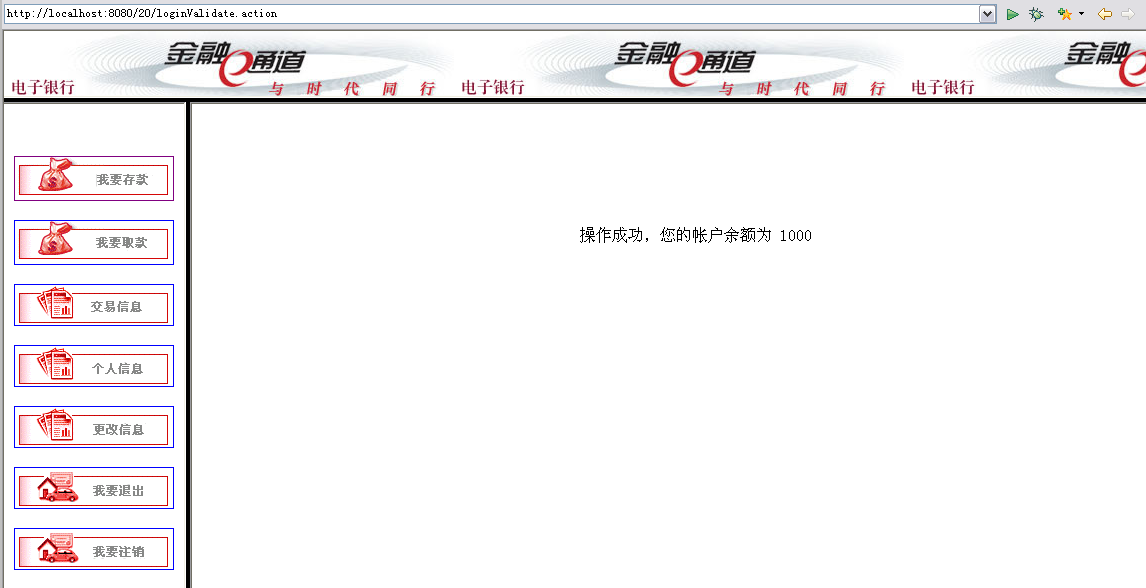 http://localhost:8080/20/loginValidate.action
金融e通道 金融e通道 金融e
电子银行 与时代同行 电子银行 与时代同行 电子银行
我要存款
我要取款
操作成功，您的帐户余额为 1000
交易信息
个人信息
更改信息
我要退出
我要注销